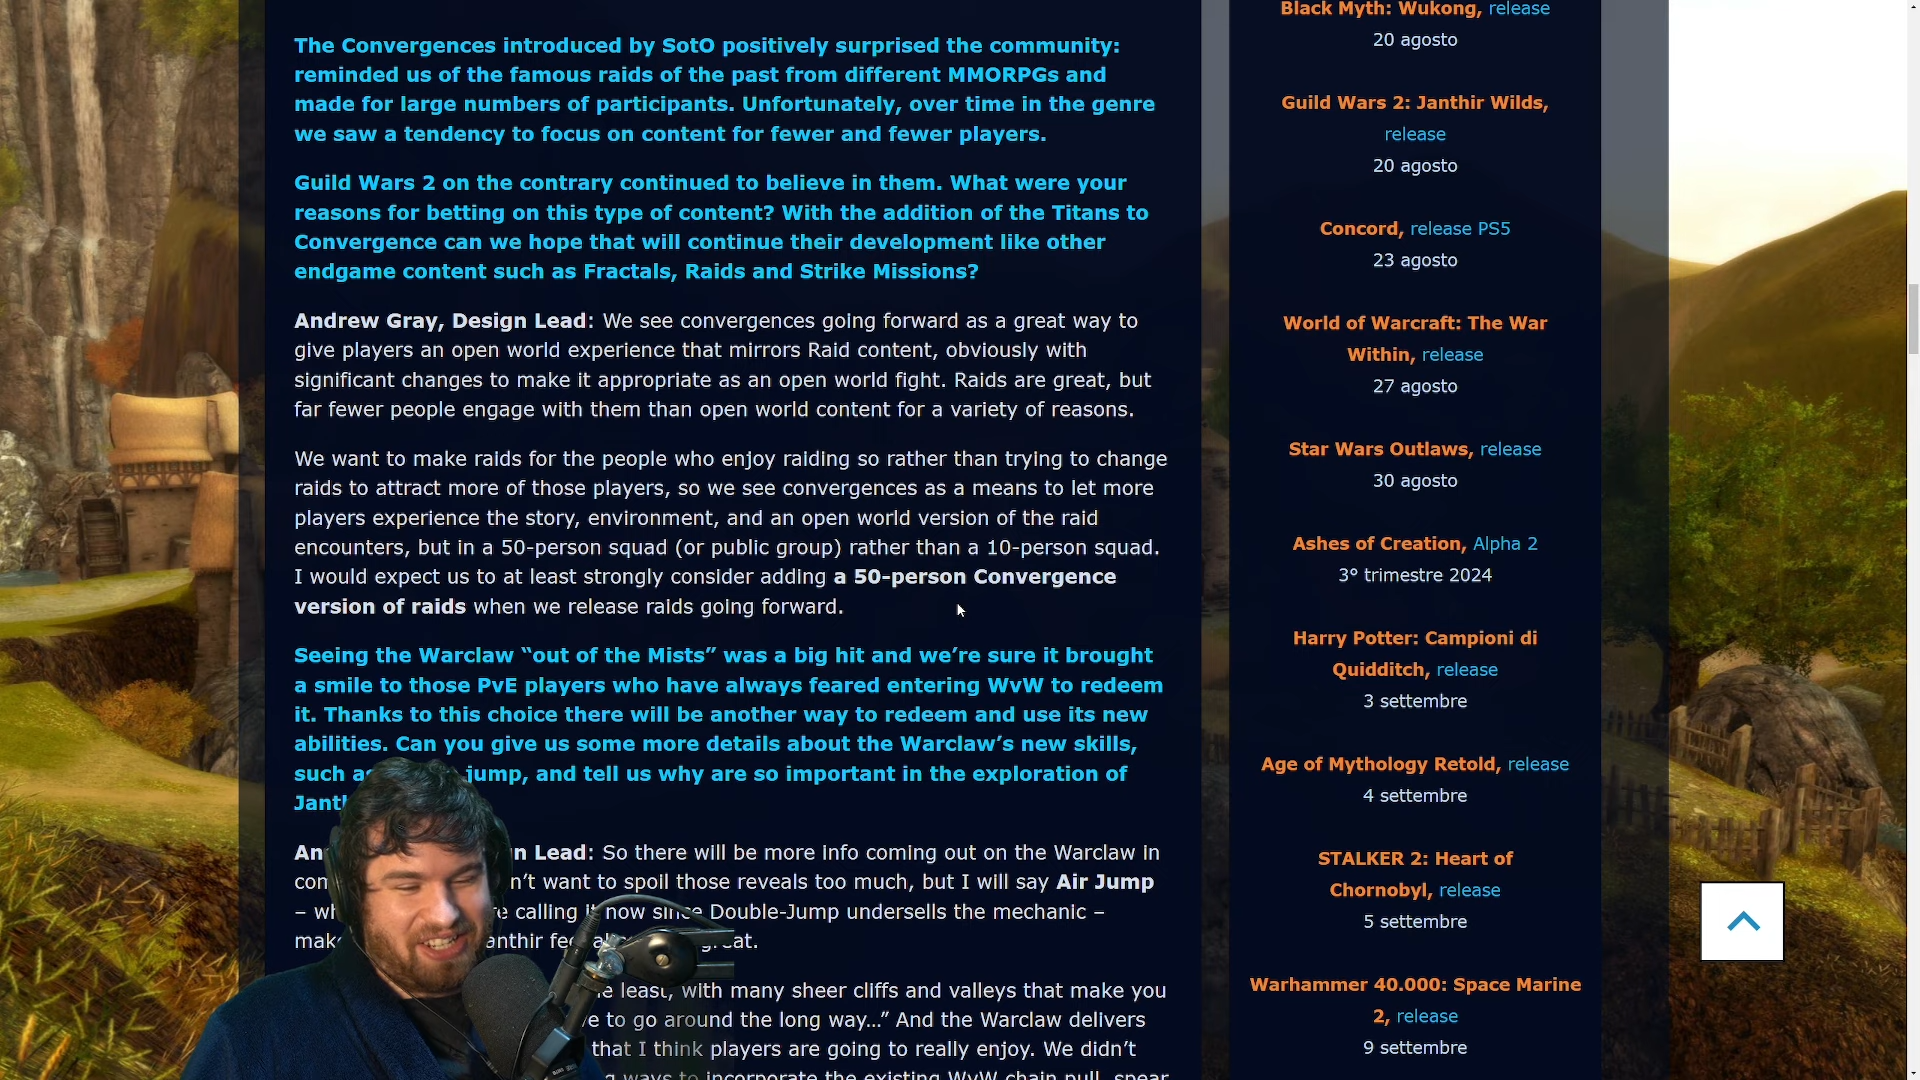 The Convergences introduced by SotO positively surprised the community:
reminded us of the famous raids of the past from different MMORPGs and
made for large numbers of participants. Unfortunately, over time in the genre
we saw a tendency to focus on content for fewer and fewer players.
Guild Wars 2 on the contrary continued to believe in them. What were your
reasons for betting on this type of content? With the addition of the Titans to
Convergence can we hope that will continue their development like other
endgame content such as Fractals, Raids and Strike Missions?
Andrew Gray, Design Lead: We see convergences going forward as a great way to
give players an open world experience that mirrors Raid content, obviously with
significant changes to make it appropriate as an open world fight. Raids are great, but
far fewer people engage with them than open world content for a variety of reasons.
We want to make raids for the people who enjoy raiding so rather than trying to change
raids to attract more of those players, so we see convergences as a means to let more
players experience the story, environment, and an open world version of the raid
encounters, but in a 50-person squad (or public group) rather than a 10-person squad.
I would expect us to at least strongly consider adding a 50-person Convergence
version of raids when we release raids going forward.
Seeing the Warclaw “out of the Mists” was a big hit and we’re sure it brought
a smile to those PvE players who have always feared entering WvW to redeem
it. Thanks to this choice there will be another way to redeem and use its new
abilities. Can you give us some more details about the Warclaw’s new skills,
such jump, and tell us why are so important in the exploration of
Lead: So there will be more info coming out on the Warclaw in
want to spoil those reveals too much, but I will say Air Jump
calling it now since Double-Jump undersells the mechanic –
least, with many sheer cliffs and valleys that make you
to go around the long way…” And the Warclaw delivers
that I think players are going to really enjoy. We didn’t
ways to incorporate the existing WvW chain pull, spear
Black Myth: Wukong, release
20 agosto
Guild Wars 2: Janthir Wilds,
release
20 agosto
Concord, release PS5
23 agosto
World of Warcraft: The War
Within, release
27 agosto
Star Wars Outlaws, release
30 agosto
Ashes of Creation, Alpha 2
3° trimestre 2024
Harry Potter: Campioni di
Quidditch, release
3 settembre
Age of Mythology Retold, release
4 settembre
STALKER 2: Heart of
Chornobyl, release
5 settembre
Warhammer 40.000: Space Marine
2, release
9 settembre